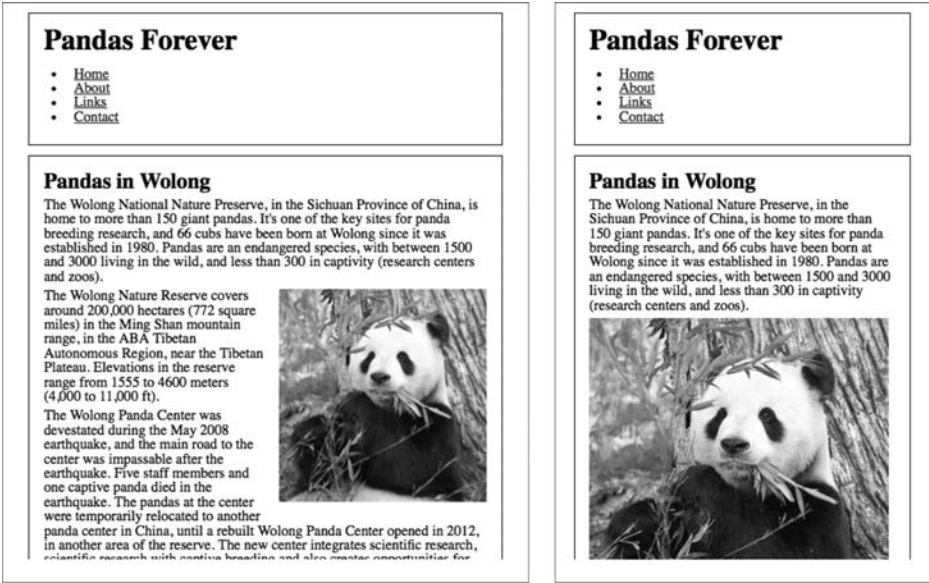 Pandas Forever
Home
About
Links
Contact
Pandas in Wolong
The Wolong National Nature Preserve, in the Sichuan Province of China, is
home to more than 150 giant pandas. It's one of the key sites for panda
breeding research, and 66 cubs have been born at Wolong since it was
established in 1980. Pandas are an endangered species, with between 1500
and 3000 living in the wild, and less than 300 in captivity (research centers
and zoos).
The Wolong Nature Reserve covers
around 200,000 hectares (772 square
miles) in the Ming Shan mountain
range, in the ABA Tibetan
Autonomous Region, near the Tibetan
Plateau. Elevations in the reserve
range from 1555 to 4600 meters
(4,000 to 11,000 ft).
The Wolong Panda Center was
devestated during the May 2008
earthquake, and the main road to the
center was impassable after the
earthquake. Five staff members and
one captive panda died in the
earthquake. The pandas at the center
were temporarily relocated to another
panda center in China, until a rebuilt Wolong Panda Center opened in 2012,
in another area of the reserve. The new center integrates scientific research,
scientific research with captive breeding and also creates opportunities for
Pandas Forever
Home
About
Links
Contact
Pandas in Wolong
The Wolong National Nature Preserve, in the
Sichuan Province of China, is home to more than
150 giant pandas. It's one of the key sites for panda
breeding research, and 66 cubs have been born at
Wolong since it was established in 1980. Pandas are
an endangered species, with between 1500 and 3000
living in the wild, and less than 300 in captivity
(research centers and zoos).